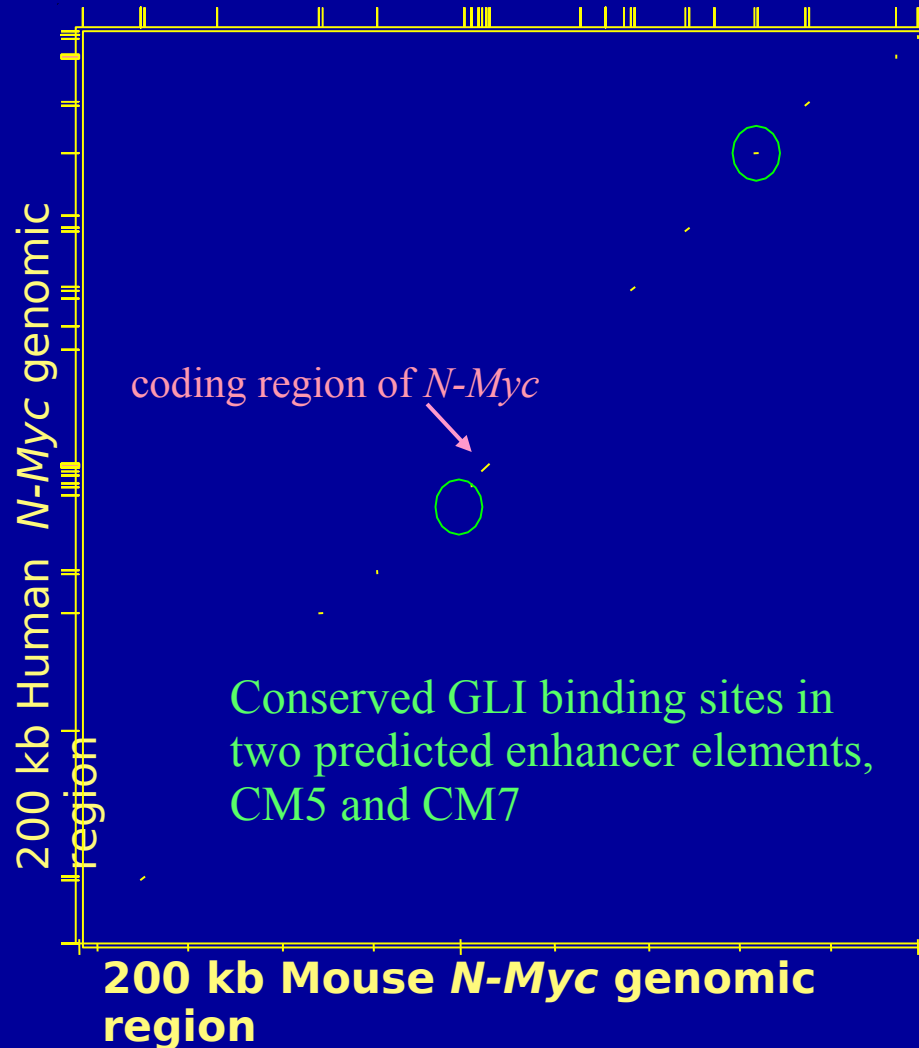 coding region of N-Myc
200 kb Human N-Myc genomic
region
Conserved GLI binding sites in
two predicted enhancer elements,
CM5 and CM7
200 kb Mouse N-Myc genomic
region